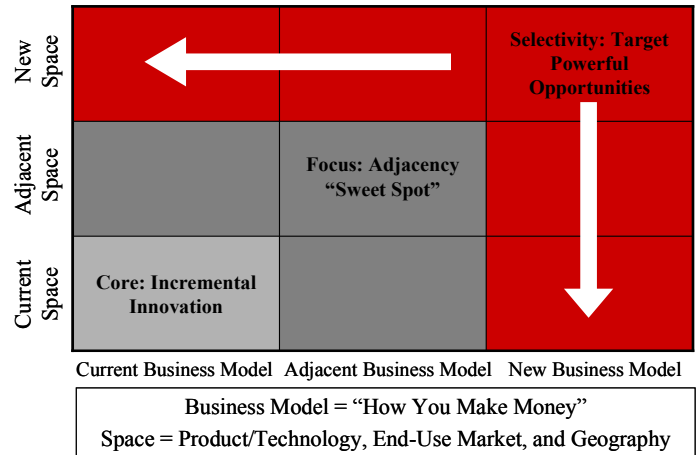 New
Space
Selectivity: Target
Powerful
Opportunities
Adjacent
Space
Focus: Adjacency
“Sweet Spot”
Current
Space
Core: Incremental
Innovation
Current Business Model
Adjacent Business Model
New Business Model
Business Model = “How You Make Money”
Space = Product/Technology, End-Use Market, and Geography